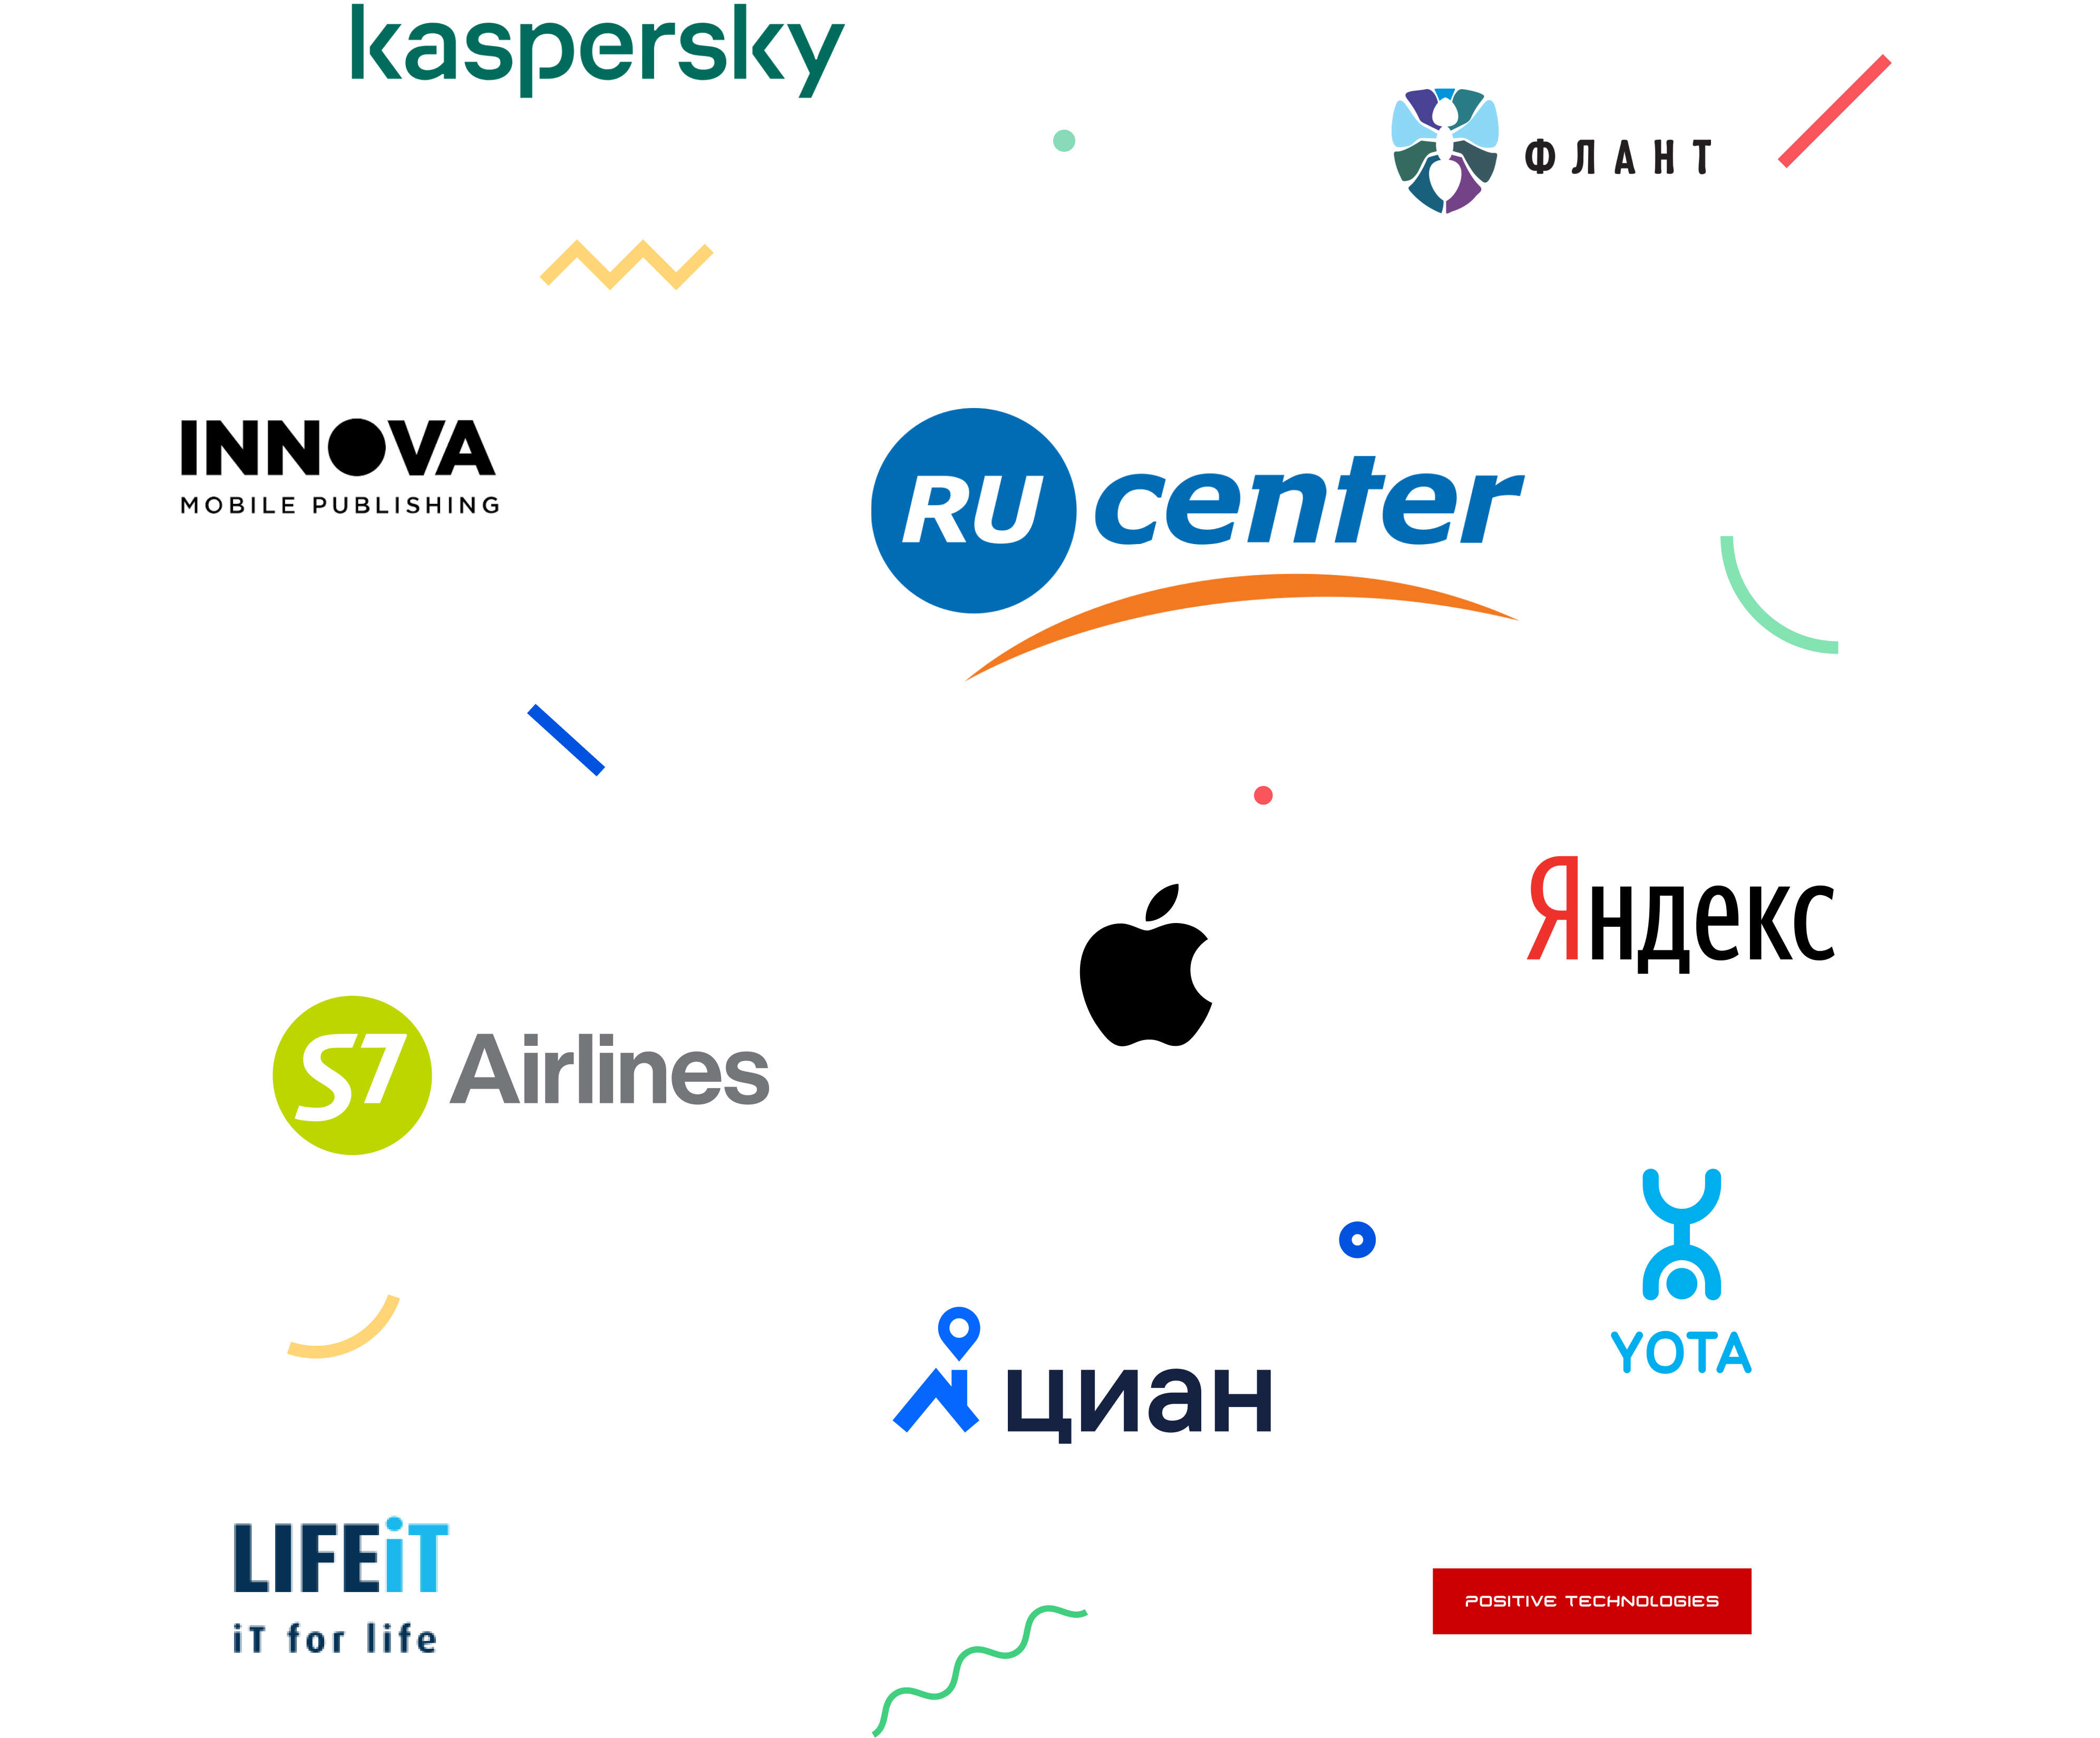 kaspersky
ФЛАНТ
INNOVA
MOBILE PUBLISHING
RU center
Яндекс
S7 Airlines
YOTA
циан
LIFEiT
iT for life
POSITIVE TECHNOLOGIES